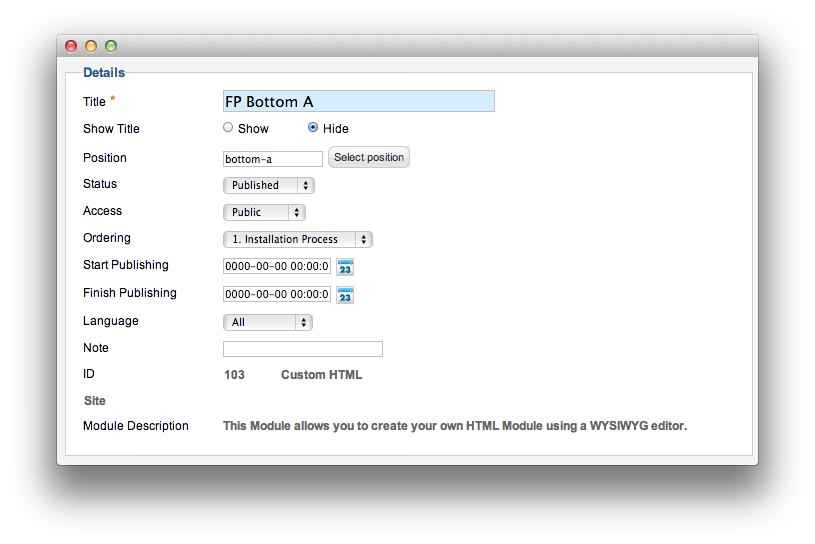 Details
Title * FP Bottom A
Show Title Show Hide
Position bottom-a Select position
Status Published
Access Public
Ordering 1. Installation Process
Start Publishing 0000-00-00 00:00:0 23
Finish Publishing 0000-00-00 00:00:0 23
Language All
Note
ID 103 Custom HTML
Site
Module Description This Module allows you to create your own HTML Module using a WYSIWYG editor.